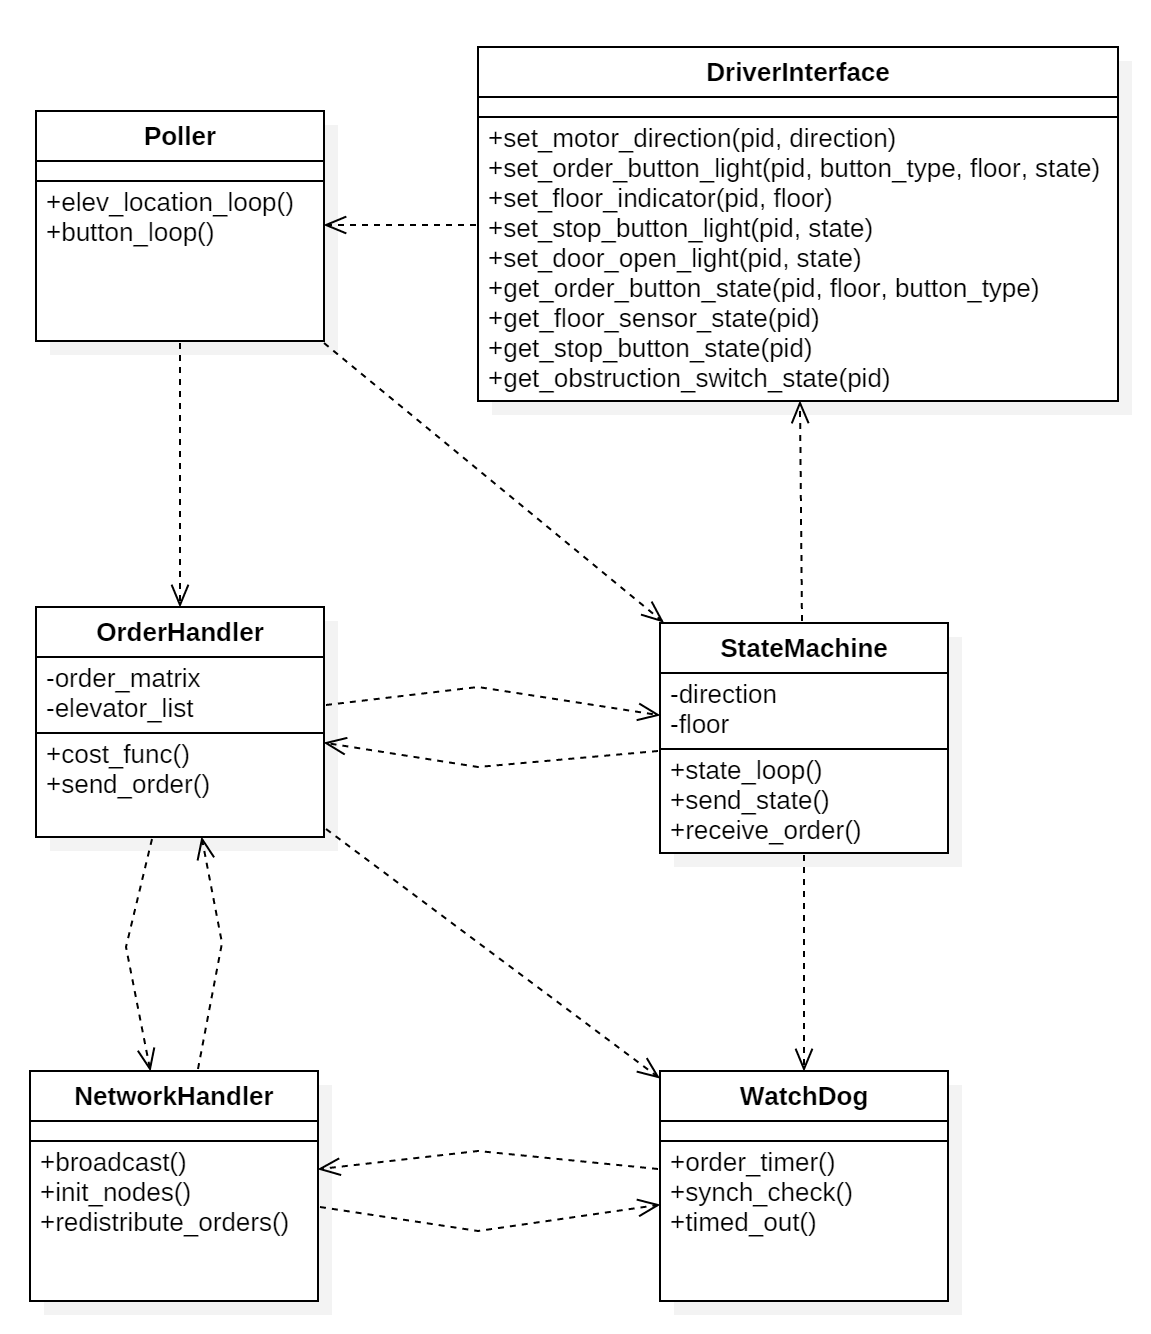 DriverInterface
+set_motor_direction(pid, direction)
+set_order_button_light(pid, button_type, floor, state)
+set_floor_indicator(pid, floor)
+set_stop_button_light(pid, state)
+set_door_open_light(pid, state)
+get_order_button_state(pid, floor, button_type)
+get_floor_sensor_state(pid)
+get_stop_button_state(pid)
+get_obstruction_switch_state(pid)
Poller
+elev_location_loop()
+button_loop()
OrderHandler
-order_matrix
-elevator_list
+cost_func()
+send_order()
StateMachine
-direction
-floor
+state_loop()
+send_state()
+receive_order()
NetworkHandler
+broadcast()
+init_nodes()
+redistribute_orders()
WatchDog
+order_timer()
+synch_check()
+timed_out()